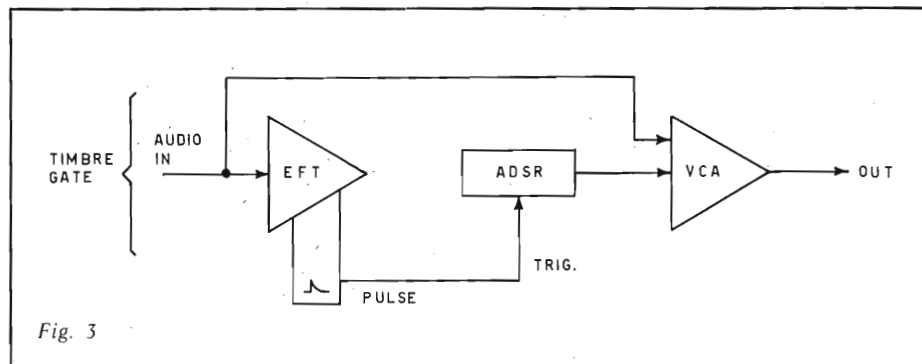 TIMBRE
GATE
AUDIO
IN
EFT
ADSR
VCA
OUT
TRIG.
PULSE
Fig. 3